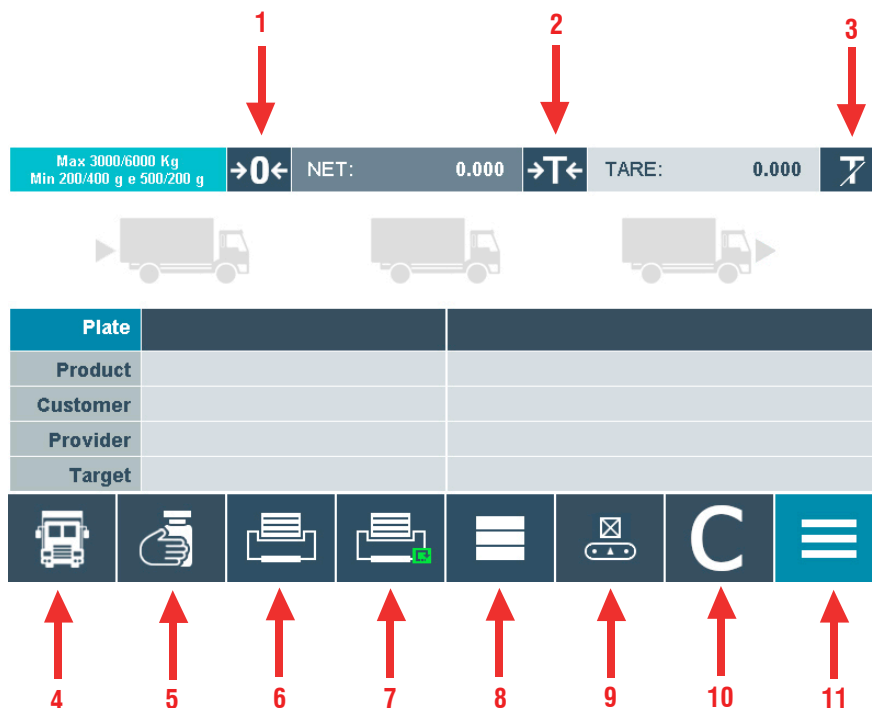 1 2 3
Max 3000/6000 Kg
Min 200/400 g e 500/200 g
→0← NET: 0.000 →T← TARE: 0.000 T
Plate
Product
Customer
Provider
Target
C
4 5 6 7 8 9 10 11